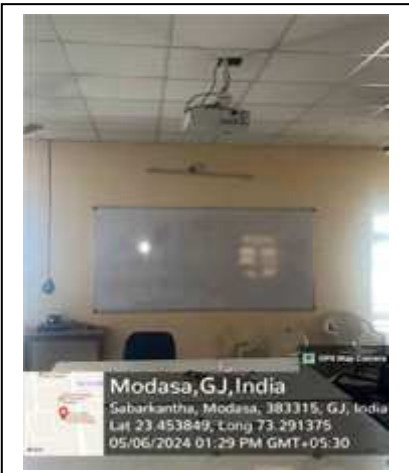 GPS Map Camera
Modasa,GJ,India
Sabarkantha, Modasa, 383315, GJ, India
Lat 23.453849, Long 73.291375
05/06/2024 01:29 PM GMT+05:30